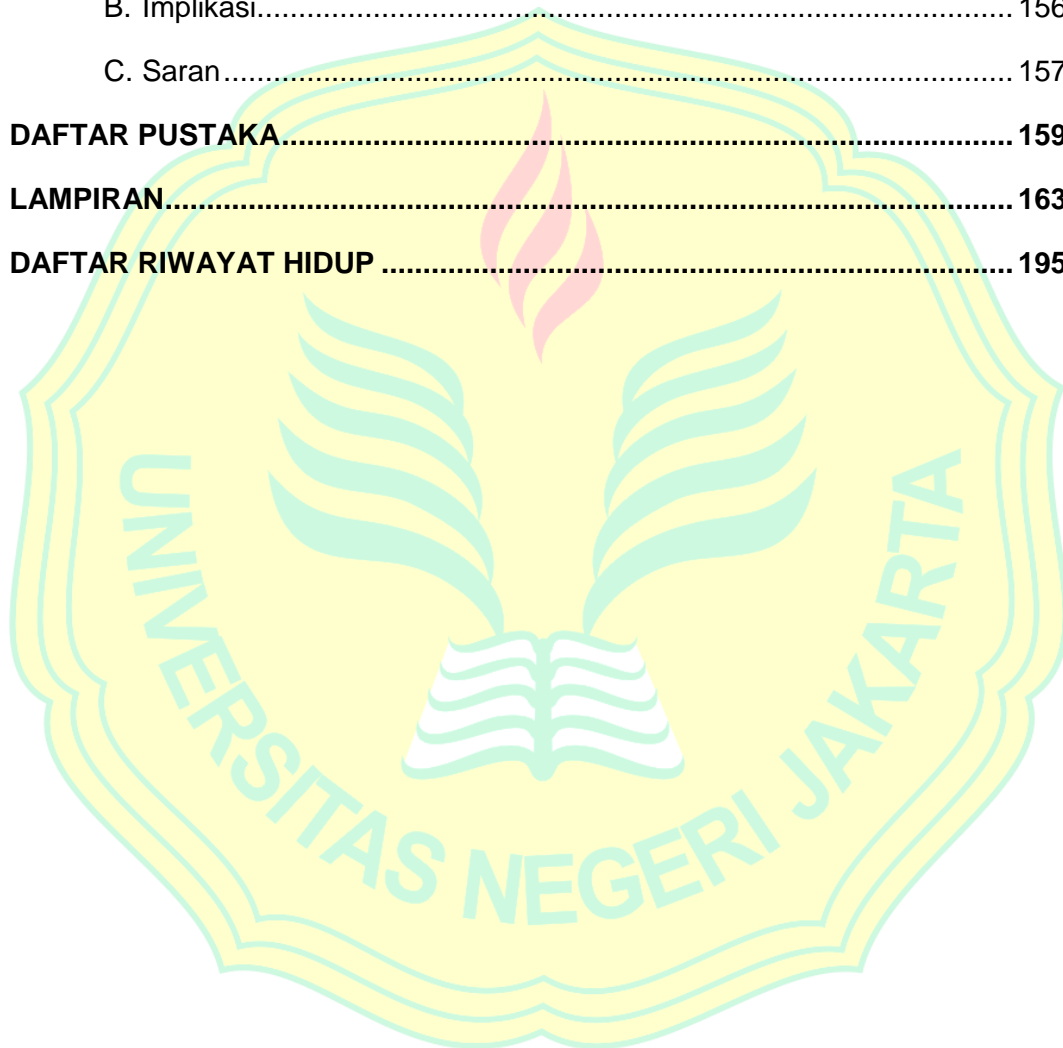 B. Implikasi........................................................................................... 156
C. Saran............................................................................................... 157
DAFTAR PUSTAKA........................................................................................ 159
LAMPIRAN...................................................................................................... 163
DAFTAR RIWAYAT HIDUP ............................................................................ 195
UNIVERSITAS NEGERI JAKARTA